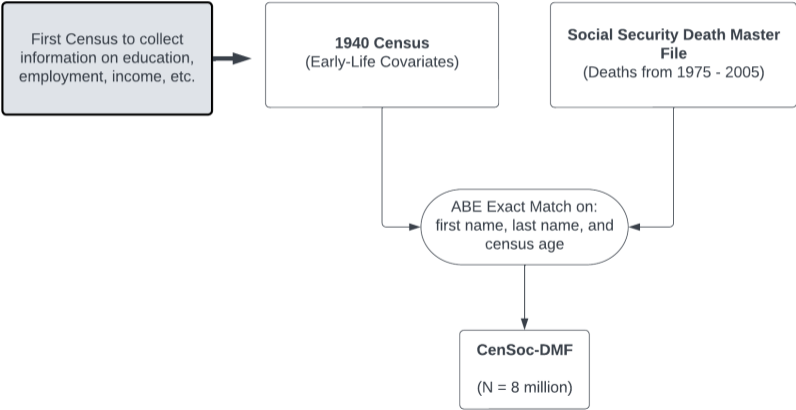 First Census to collect
information on education,
employment, income, etc.
1940 Census
(Early-Life Covariates)
Social Security Death Master
File
(Deaths from 1975 - 2005)
ABE Exact Match on:
first name, last name, and
census age
CenSoc-DMF
(N = 8 million)